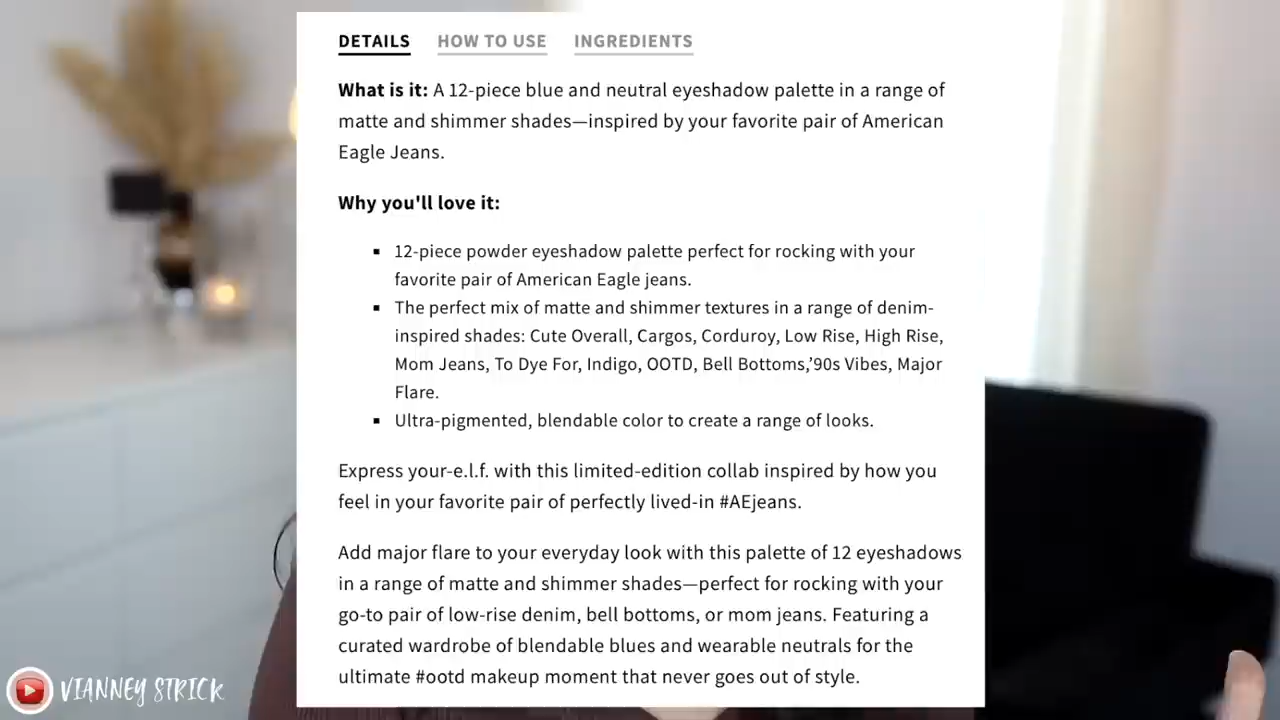 DETAILS HOW TO USE INGREDIENTS
What is it: A 12-piece blue and neutral eyeshadow palette in a range of
matte and shimmer shades—inspired by your favorite pair of American
Eagle Jeans.
Why you'll love it:
▪ 12-piece powder eyeshadow palette perfect for rocking with your
favorite pair of American Eagle jeans.
▪ The perfect mix of matte and shimmer textures in a range of denim-
inspired shades: Cute Overall, Cargos, Corduroy, Low Rise, High Rise,
Mom Jeans, To Dye For, Indigo, OOTD, Bell Bottoms,’90s Vibes, Major
Flare.
▪ Ultra-pigmented, blendable color to create a range of looks.
Express your-e.l.f. with this limited-edition collab inspired by how you
feel in your favorite pair of perfectly lived-in #AEjeans.
Add major flare to your everyday look with this palette of 12 eyeshadows
in a range of matte and shimmer shades—perfect for rocking with your
go-to pair of low-rise denim, bell bottoms, or mom jeans. Featuring a
curated wardrobe of blendable blues and wearable neutrals for the
ultimate #ootd makeup moment that never goes out of style.
VIANNEY STRICK